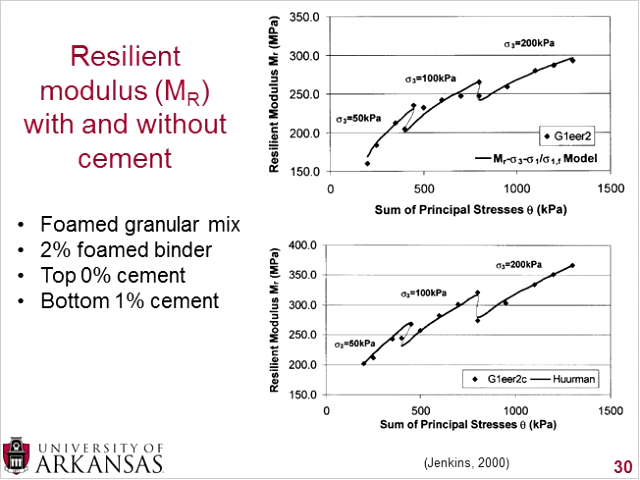 Resilient
modulus (MR)
with and without
cement
• Foamed granular mix
• 2% foamed binder
• Top 0% cement
• Bottom 1% cement
Resilient Modulus Mr (MPa)
350.0
300.0
250.0
200.0
150.0
σ3=50kPa
σ3=100kPa
σ3=200kPa
◆ G1eer2
Mr-σ3-σ1/σ1,f Model
0 500 1000 1500
Sum of Principal Stresses θ (kPa)
Resilient Modulus Mr (MPa)
400.0
350.0
300.0
250.0
200.0
150.0
σ3=50kPa
σ3=100kPa
σ3=200kPa
◆ G1eer2c — Huurman
0 500 1000 1500
Sum of Principal Stresses θ (kPa)
UNIVERSITY OF
ARKANSAS
(Jenkins, 2000)
30